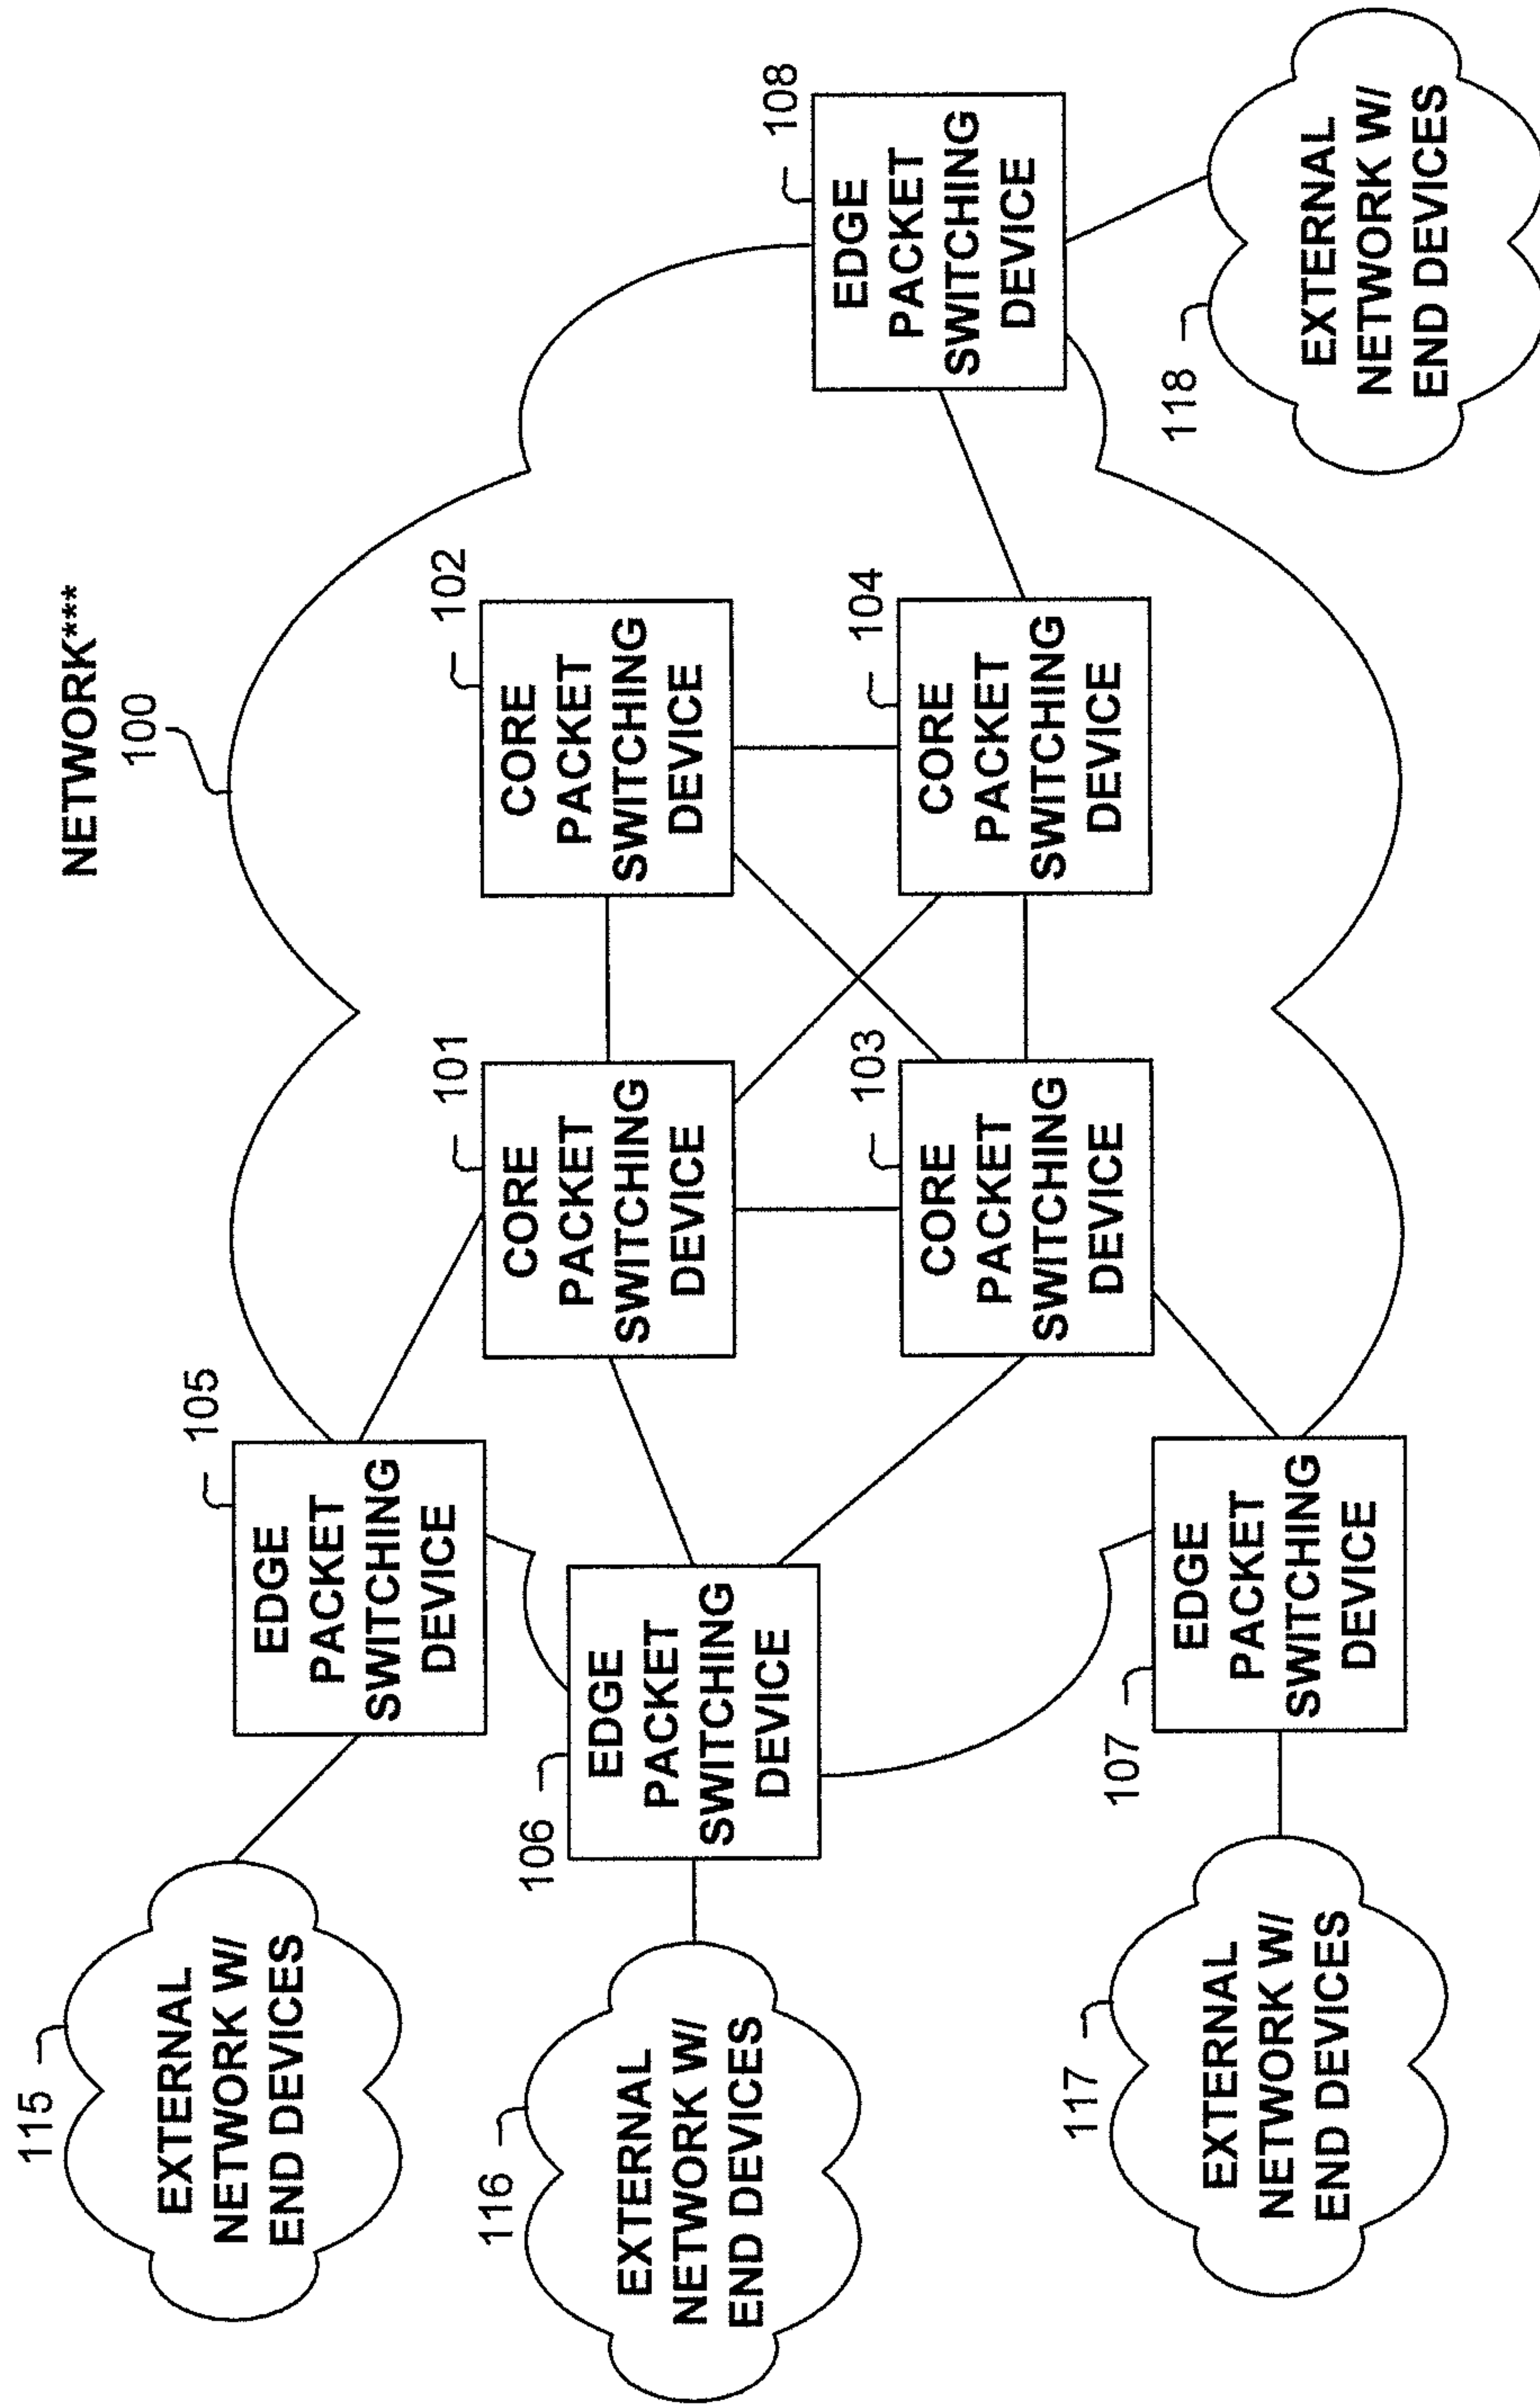 NETWORK***
100
115
EXTERNAL
NETWORK W/
END DEVICES
105
EDGE
PACKET
SWITCHING
DEVICE
101
CORE
PACKET
SWITCHING
DEVICE
102
CORE
PACKET
SWITCHING
DEVICE
108
EDGE
PACKET
SWITCHING
DEVICE
116
EXTERNAL
NETWORK W/
END DEVICES
106
EDGE
PACKET
SWITCHING
DEVICE
103
CORE
PACKET
SWITCHING
DEVICE
104
CORE
PACKET
SWITCHING
DEVICE
118
EXTERNAL
NETWORK W/
END DEVICES
117
EXTERNAL
NETWORK W/
END DEVICES
107
EDGE
PACKET
SWITCHING
DEVICE